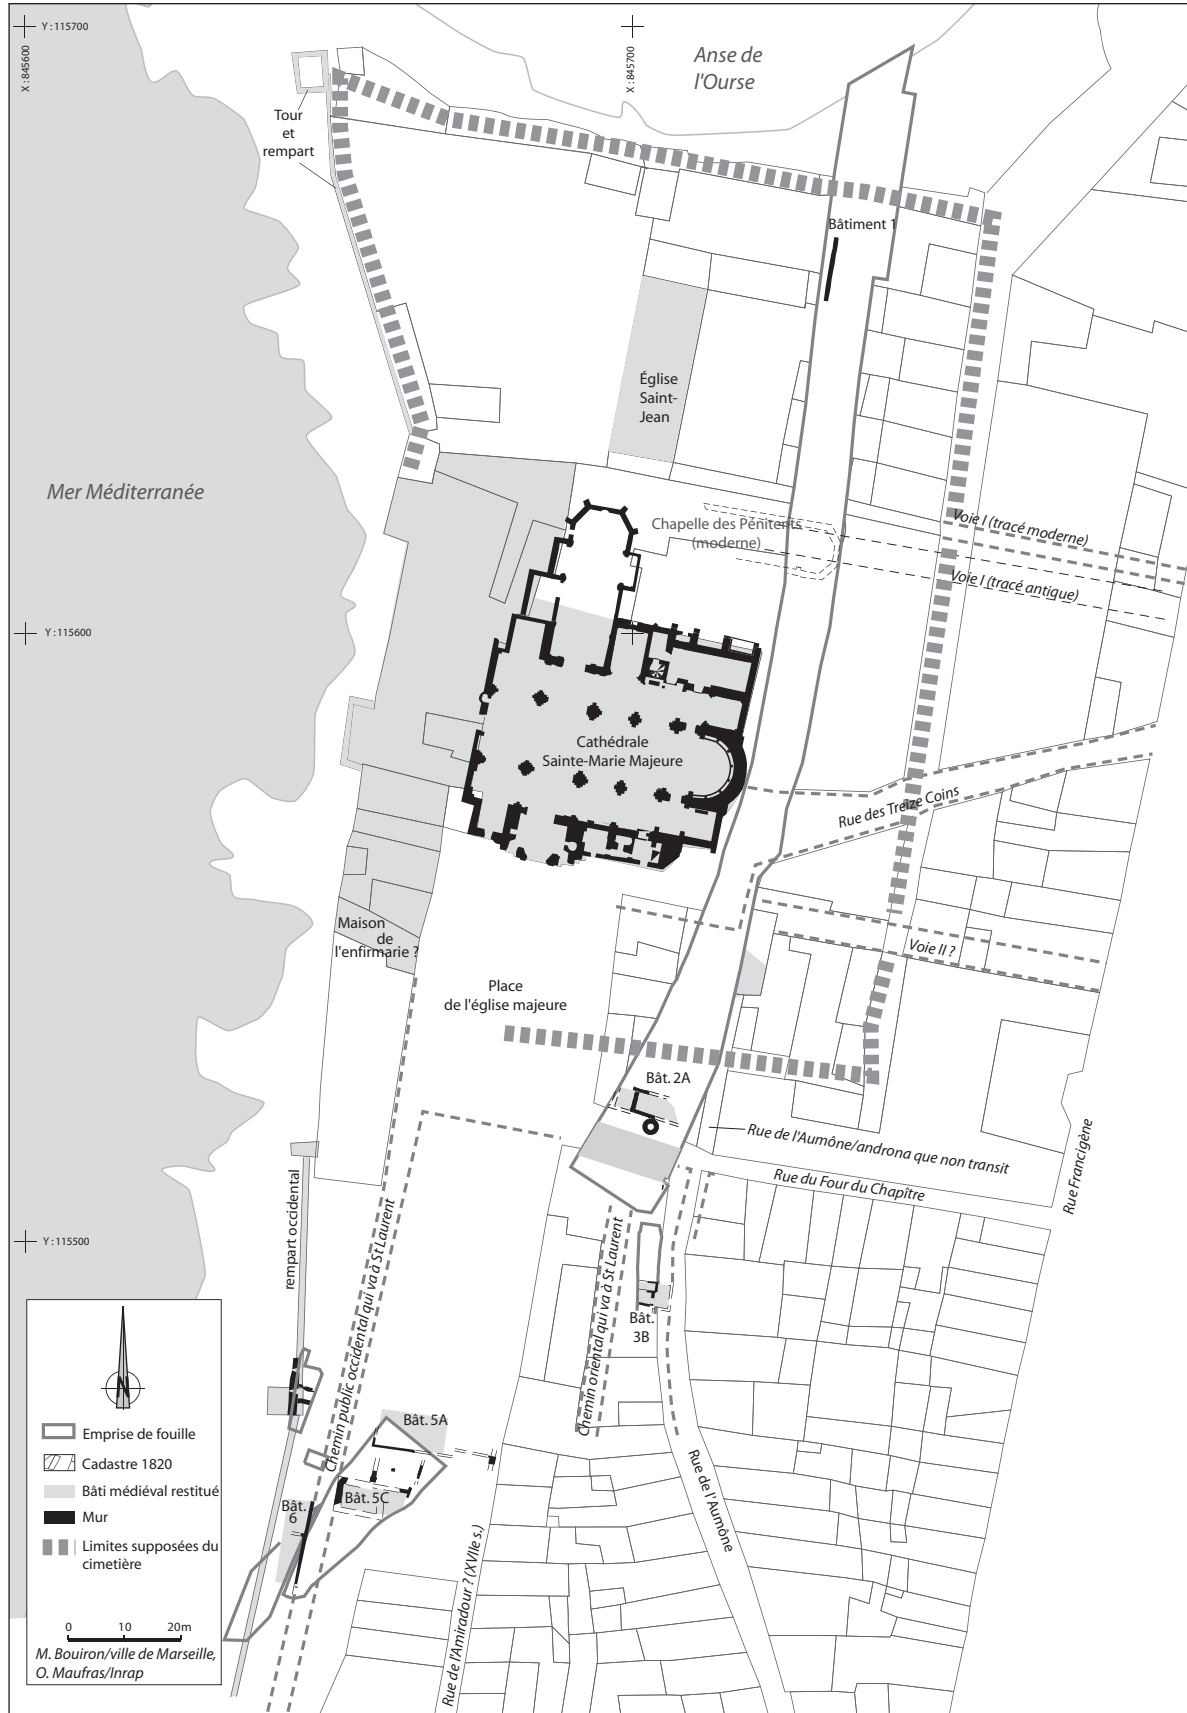 Y : 115700
X : 845600
X : 845700
Anse de
l'Ourse
Tour
et
rempart
Bâtiment 1
Église
Saint-
Jean
Mer Méditerranée
Chapelle des Pénitents
(moderne)
Voie I (tracé moderne)
Voie I (tracé antique)
Y : 115600
Cathédrale
Sainte-Marie Majeure
Rue des Treize Coins
Maison
de
l'enfirmarie ?
Voie II ?
Place
de l'église majeure
Bât. 2A
Rue de l'Aumône/androna que non transit
Rue du Four du Chapître
Rue Francigène
rempart occidental
Y : 115500
Chemin public occidental qui va à St Laurent
Chemin oriental qui va à St Laurent
Bât.
3B
Bât. 5A
Bât. 5C
Bât.
6
Rue de l'Aumône
Rue de l'Amiradour ? (XVIIe s.)
N
Emprise de fouille
Cadastre 1820
Bâti médiéval restitué
Mur
Limites supposées du
cimetière
0 10 20m
M. Bouiron/ville de Marseille,
O. Maufras/Inrap